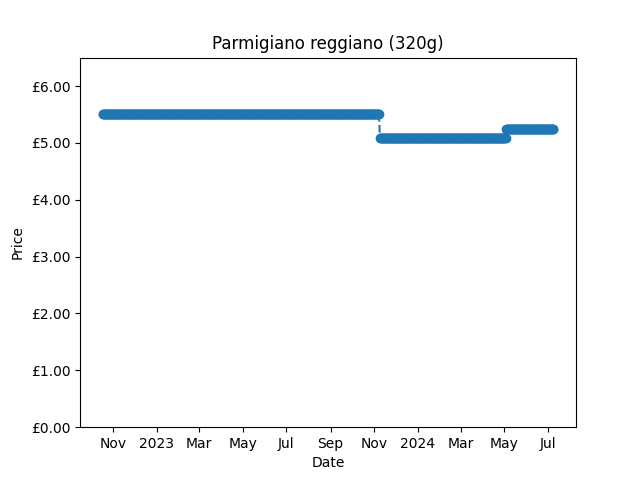 Parmigiano reggiano (320g)
£6.00
£5.00
£4.00
£3.00
£2.00
£1.00
£0.00
Price
Nov 2023 Mar May Jul Sep Nov 2024 Mar May Jul
Date